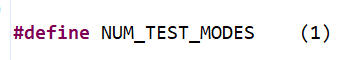 #define NUM_TEST_MODES    (1)